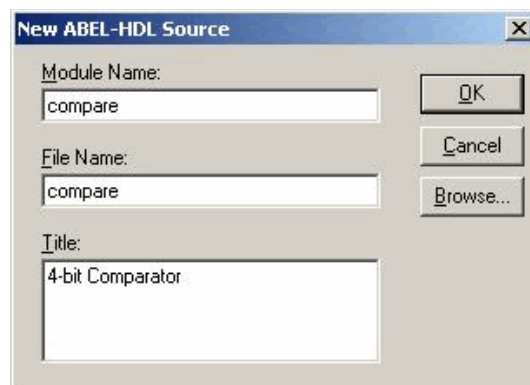 New ABEL-HDL Source
Module Name:
compare
OK
Cancel
File Name:
compare
Browse...
Title:
4-bit Comparator